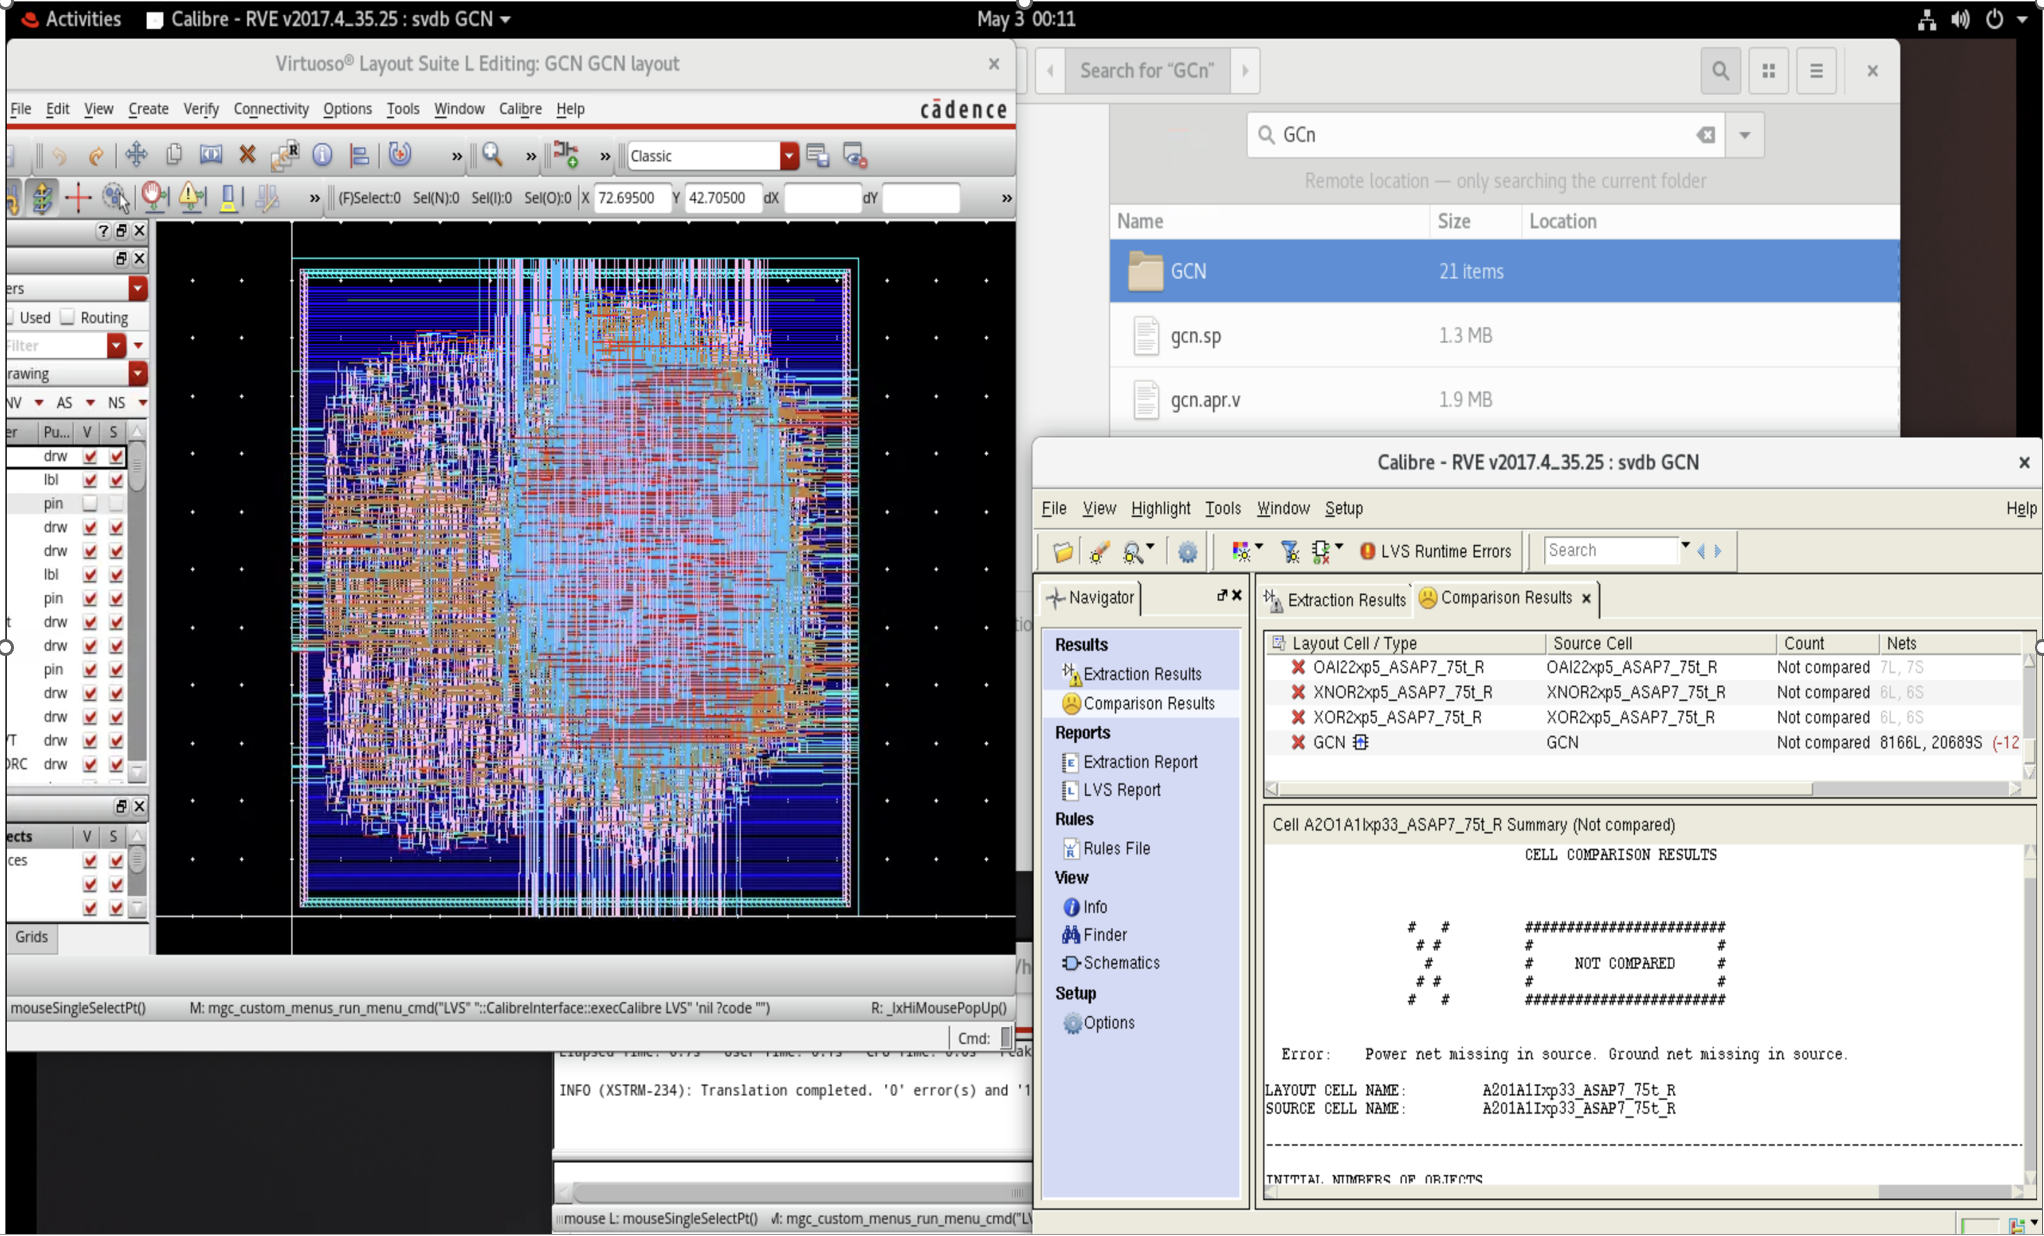 Activities
Calibre - RVE v2017.4_35.25 : svdb GCN
May 3 00:11
Virtuoso® Layout Suite L Editing: GCN GCN layout
File Edit View Create Verify Connectivity Options Tools Window Calibre Help
cādence
Classic
(F)Select:0 Sel(N):0 Sel(I):0 Sel(O):0 X 72.69500 Y 42.70500 dX dY
ers
Used Routing
Filter
rawing
NV AS NS
er Pu... V S
drw
lbl
pin
drw
drw
lbl
pin
t drw
drw
pin
drw
drw
VT drw
DRC drw
ects V S
ces
Grids
mouseSingleSelectPt() M: mgc_custom_menus_run_menu_cmd("LVS" "::CalibreInterface::execCalibre LVS" 'nil ?code "") R: _lxHiMousePopUp()
Cmd:
INFO (XSTRM-234): Translation completed. '0' error(s) and '1
mouse L: mouseSingleSelectPt() M: mgc_custom_menus_run_menu_cmd("LV
Search for "GCn"
GCn
Remote location — only searching the current folder
Name Size Location
GCN 21 items
gcn.sp 1.3 MB
gcn.apr.v 1.9 MB
Calibre - RVE v2017.4_35.25 : svdb GCN
File View Highlight Tools Window Setup Help
LVS Runtime Errors
Search
Navigator
Results
Extraction Results
Comparison Results
Reports
Extraction Report
LVS Report
Rules
Rules File
View
Info
Finder
Schematics
Setup
Options
Extraction Results Comparison Results
Layout Cell / Type Source Cell Count Nets
OAI22xp5_ASAP7_75t_R OAI22xp5_ASAP7_75t_R Not compared 7L, 7S
XNOR2xp5_ASAP7_75t_R XNOR2xp5_ASAP7_75t_R Not compared 6L, 6S
XOR2xp5_ASAP7_75t_R XOR2xp5_ASAP7_75t_R Not compared 6L, 6S
GCN GCN Not compared 8166L, 20689S (-12
Cell A2O1A1Ixp33_ASAP7_75t_R Summary (Not compared)
CELL COMPARISON RESULTS
# # #######################
# # # #
# # NOT COMPARED #
# # # #
# # #######################
Error: Power net missing in source. Ground net missing in source.
LAYOUT CELL NAME: A2O1A1Ixp33_ASAP7_75t_R
SOURCE CELL NAME: A2O1A1Ixp33_ASAP7_75t_R
INITIAL NUMBERS OF OBJECTS